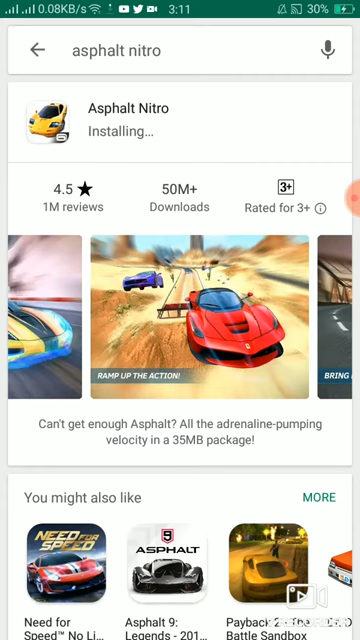 0.08KB/s 3:11 30%
asphalt nitro
Asphalt Nitro
Installing…
4.5
50M+
3+
1M reviews
Downloads
Rated for 3+
RAMP UP THE ACTION!
BRING
Can't get enough Asphalt? All the adrenaline-pumping
velocity in a 35MB package!
You might also like
MORE
NEED FOR
SPEED
9
ASPHALT
RECORDER
Need for
Speed™ No Li...
Asphalt 9:
Legends - 201...
Payback 2 - The
Battle Sandbox